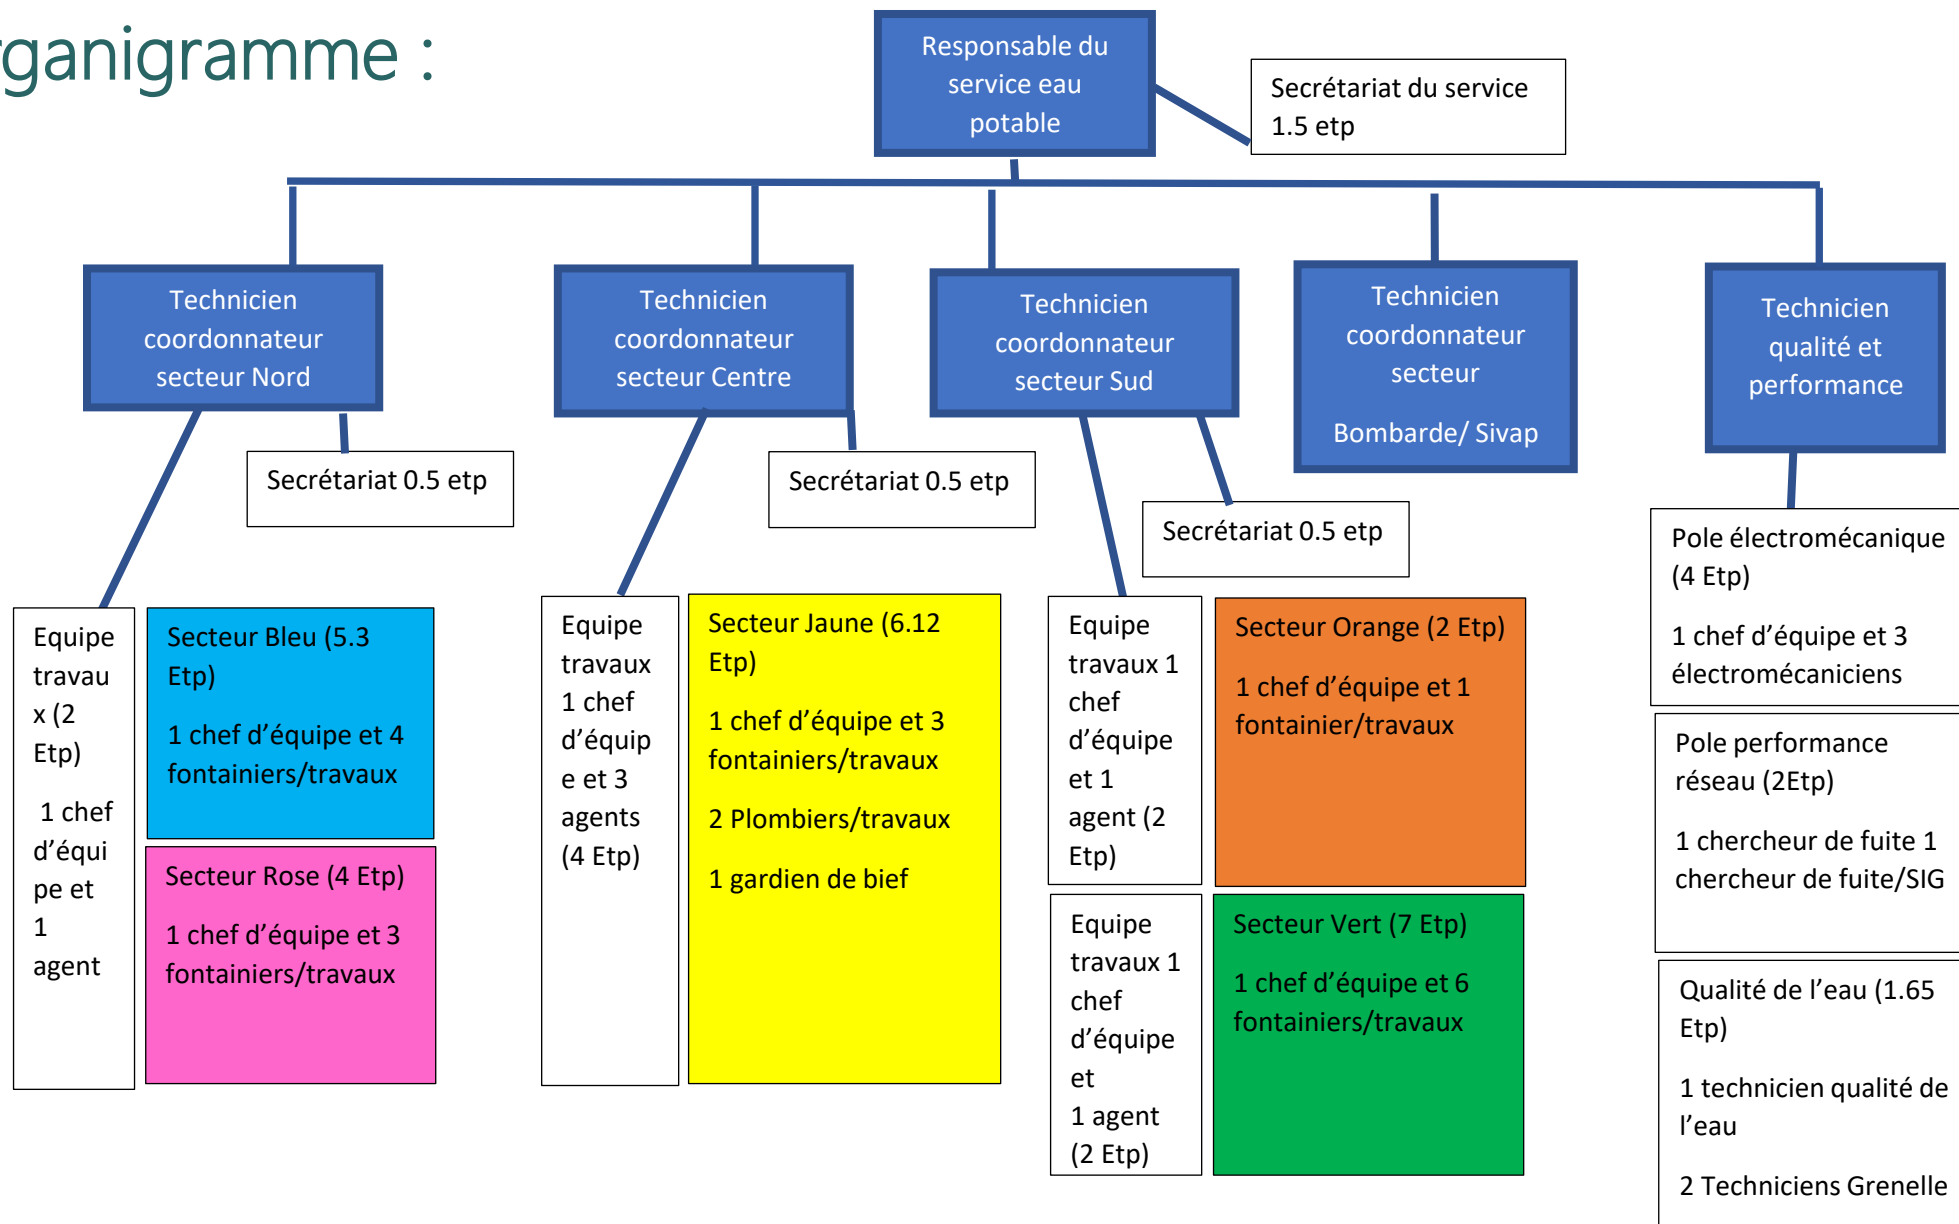 rganigramme :
Responsable du
service eau
potable
Secrétariat du service
1.5 etp
Technicien
coordonnateur
secteur Nord
Technicien
coordonnateur
secteur Centre
Technicien
coordonnateur
secteur Sud
Technicien
coordonnateur
secteur
Bombarde/ Sivap
Technicien
qualité et
performance
Secrétariat 0.5 etp
Secrétariat 0.5 etp
Secrétariat 0.5 etp
Equipe
travau
x (2
Etp)
1 chef
d’équi
pe et
1
agent
Secteur Bleu (5.3
Etp)
1 chef d’équipe et 4
fontainiers/travaux
Secteur Rose (4 Etp)
1 chef d’équipe et 3
fontainiers/travaux
Equipe
travaux
1 chef
d’équip
e et 3
agents
(4 Etp)
Secteur Jaune (6.12
Etp)
1 chef d’équipe et 3
fontainiers/travaux
2 Plombiers/travaux
1 gardien de bief
Equipe
travaux 1
chef
d’équipe
et 1
agent (2
Etp)
Secteur Orange (2 Etp)
1 chef d’équipe et 1
fontainier/travaux
Equipe
travaux 1
chef
d’équipe
et
1 agent
(2 Etp)
Secteur Vert (7 Etp)
1 chef d’équipe et 6
fontainiers/travaux
Pole électromécanique
(4 Etp)
1 chef d’équipe et 3
électromécaniciens
Pole performance
réseau (2Etp)
1 chercheur de fuite 1
chercheur de fuite/SIG
Qualité de l’eau (1.65
Etp)
1 technicien qualité de
l’eau
2 Techniciens Grenelle